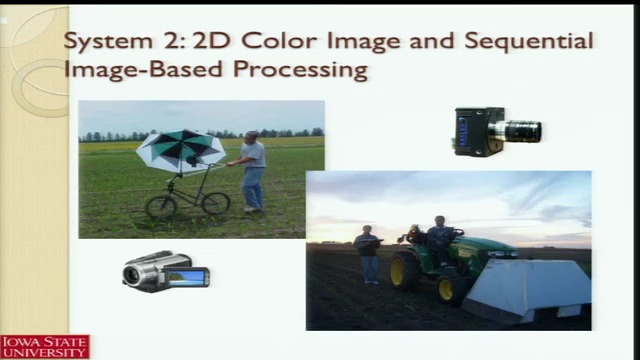 System 2: 2D Color Image and Sequential
Image-Based Processing
IOWA STATE
UNIVERSITY